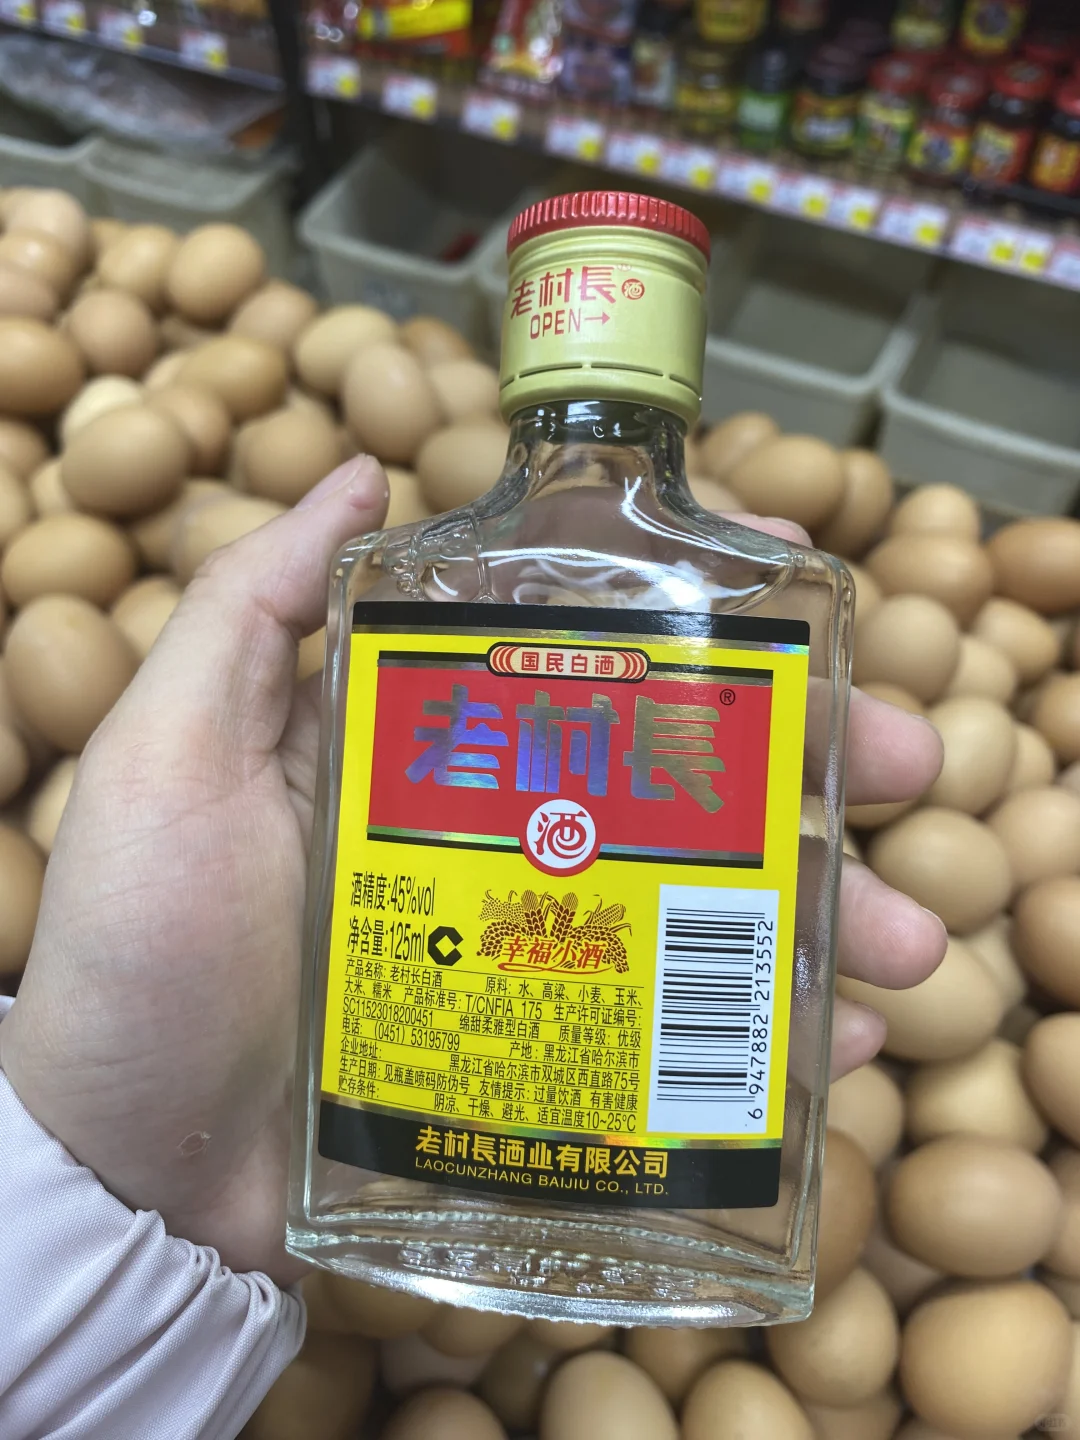 老村長酒
OPEN→
国民白酒
老村長®
酒
酒精度:45%vol
净含量:125ml
幸福小酒
产品名称: 老村长白酒 原料: 水、高粱、小麦、玉米、
大米、糯米 产品标准号: T/CNFIA 175 生产许可证编号:
SC11523018200451 绵甜柔雅型白酒 质量等级: 优级
电话: (0451) 53195799 产地: 黑龙江省哈尔滨市
企业地址: 黑龙江省哈尔滨市双城区西直路75号
生产日期: 见瓶盖喷码防伪号 友情提示: 过量饮酒 有害健康
贮存条件: 阴凉、干燥、避光、适宜温度10~25°C
6 947882 213552
老村長酒业有限公司
LAOCUNZHANG BAIJIU CO., LTD.